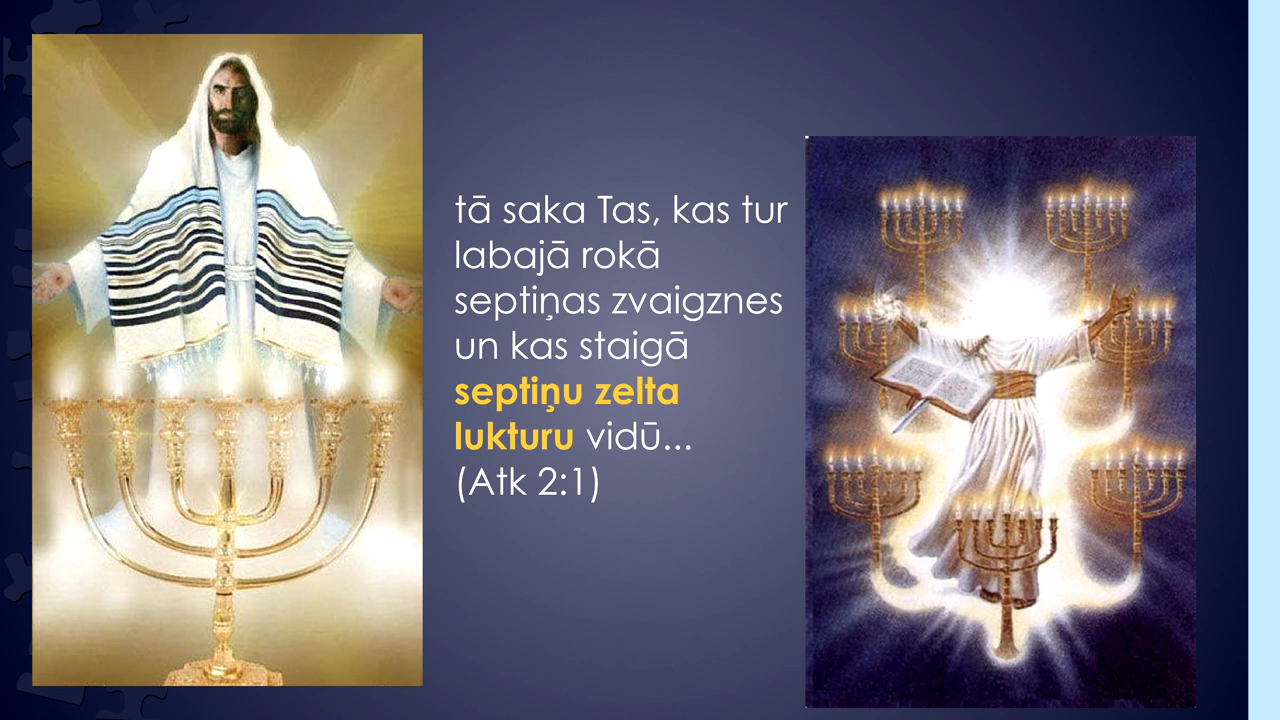 tā saka Tas, kas tur
labajā rokā
septiņas zvaigznes
un kas staigā
septiņu zelta
lukturu vidū...
(Atk 2:1)